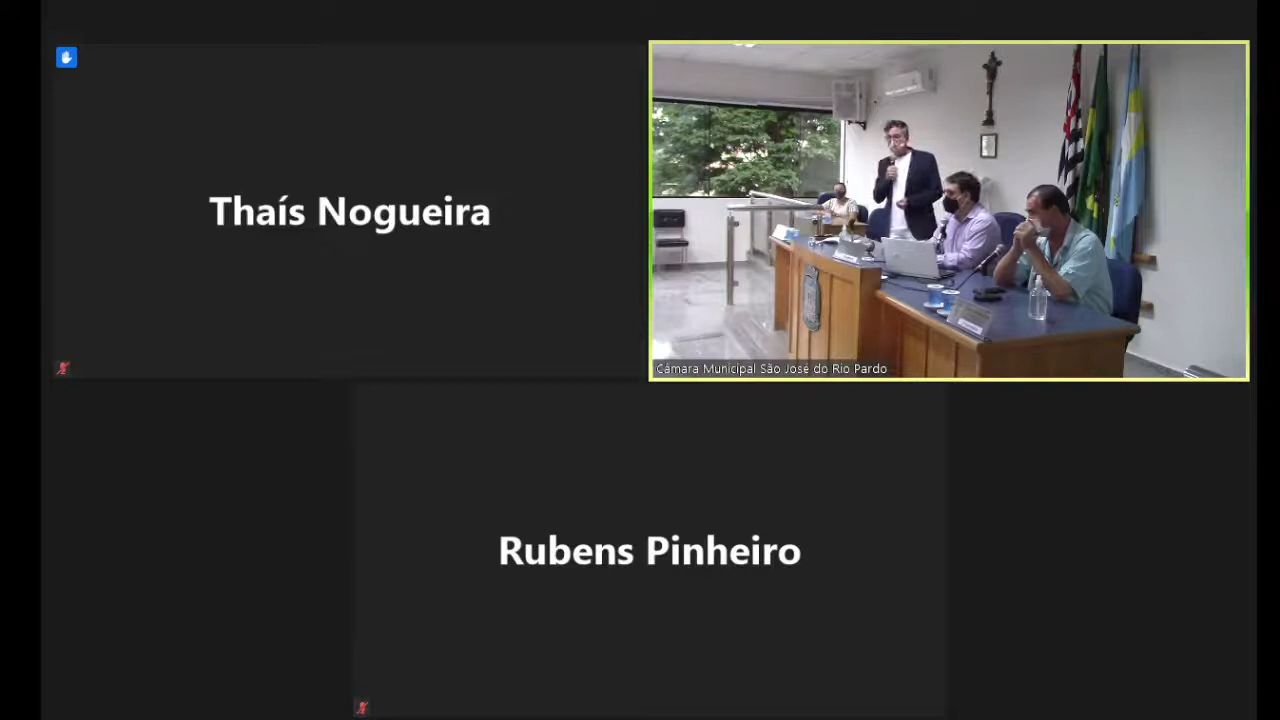 Thaís Nogueira
Câmara Municipal São José do Rio Pardo
Rubens Pinheiro